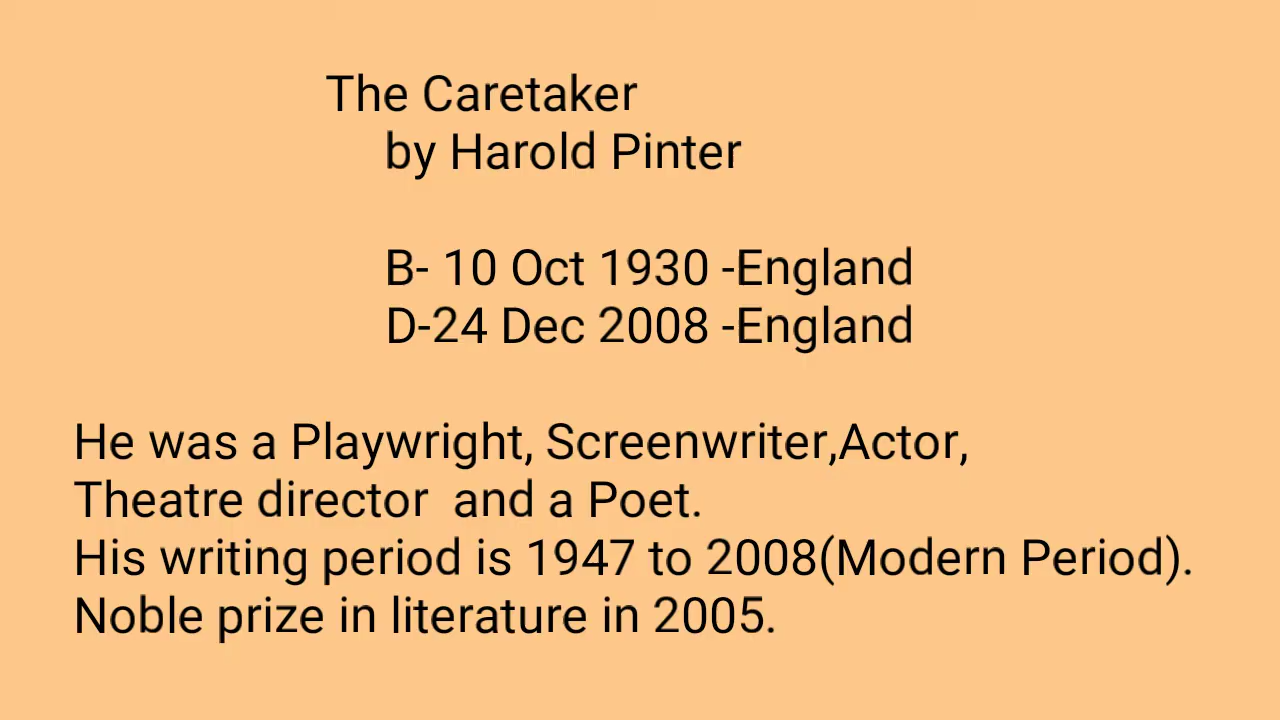 The Caretaker
by Harold Pinter
B- 10 Oct 1930 -England
D-24 Dec 2008 -England
He was a Playwright, Screenwriter,Actor,
Theatre director  and a Poet.
His writing period is 1947 to 2008(Modern Period).
Noble prize in literature in 2005.